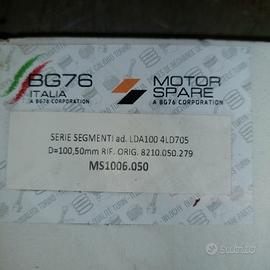 BG76
ITALIA
A BG76 CORPORATION
MOTOR
SPARE
A BG76 CORPORATION
SERIE SEGMENTI ad. LDA100 4LD705
D=100,50mm RIF. ORIG. 8210.050.279
MS1006.050
subito